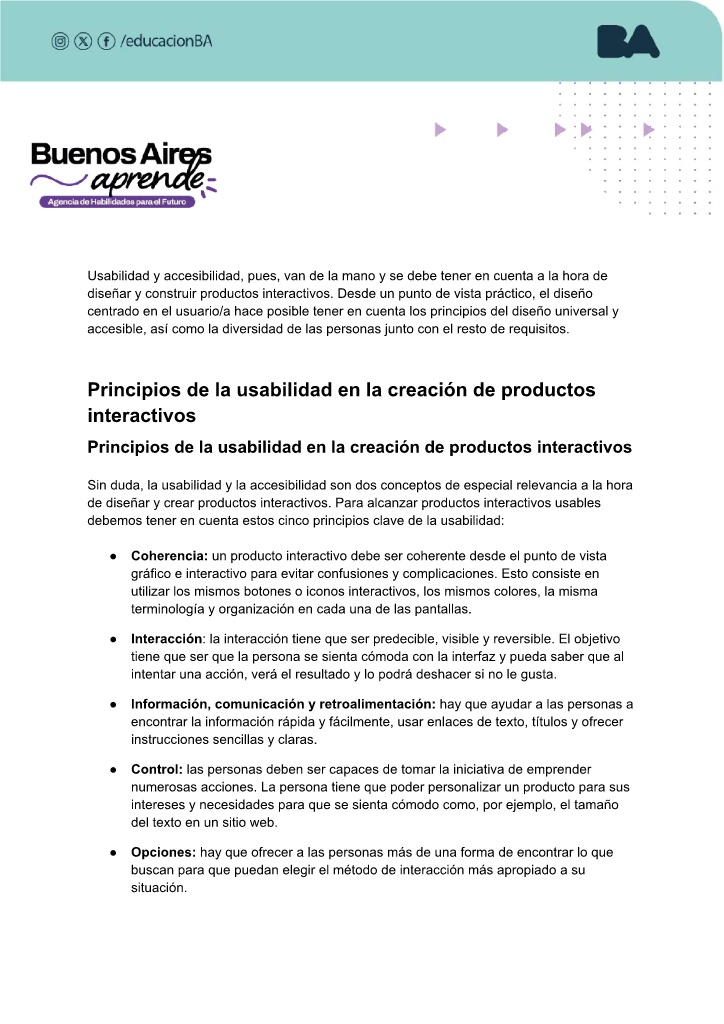 /educacionBA
BA
Buenos Aires
aprende
Agencia de Habilidades para el Futuro
Usabilidad y accesibilidad, pues, van de la mano y se debe tener en cuenta a la hora de
diseñar y construir productos interactivos. Desde un punto de vista práctico, el diseño
centrado en el usuario/a hace posible tener en cuenta los principios del diseño universal y
accesible, así como la diversidad de las personas junto con el resto de requisitos.
Principios de la usabilidad en la creación de productos
interactivos
Principios de la usabilidad en la creación de productos interactivos
Sin duda, la usabilidad y la accesibilidad son dos conceptos de especial relevancia a la hora
de diseñar y crear productos interactivos. Para alcanzar productos interactivos usables
debemos tener en cuenta estos cinco principios clave de la usabilidad:
● Coherencia: un producto interactivo debe ser coherente desde el punto de vista
gráfico e interactivo para evitar confusiones y complicaciones. Esto consiste en
utilizar los mismos botones o iconos interactivos, los mismos colores, la misma
terminología y organización en cada una de las pantallas.
● Interacción: la interacción tiene que ser predecible, visible y reversible. El objetivo
tiene que ser que la persona se sienta cómoda con la interfaz y pueda saber que al
intentar una acción, verá el resultado y lo podrá deshacer si no le gusta.
● Información, comunicación y retroalimentación: hay que ayudar a las personas a
encontrar la información rápida y fácilmente, usar enlaces de texto, títulos y ofrecer
instrucciones sencillas y claras.
● Control: las personas deben ser capaces de tomar la iniciativa de emprender
numerosas acciones. La persona tiene que poder personalizar un producto para sus
intereses y necesidades para que se sienta cómodo como, por ejemplo, el tamaño
del texto en un sitio web.
● Opciones: hay que ofrecer a las personas más de una forma de encontrar lo que
buscan para que puedan elegir el método de interacción más apropiado a su
situación.